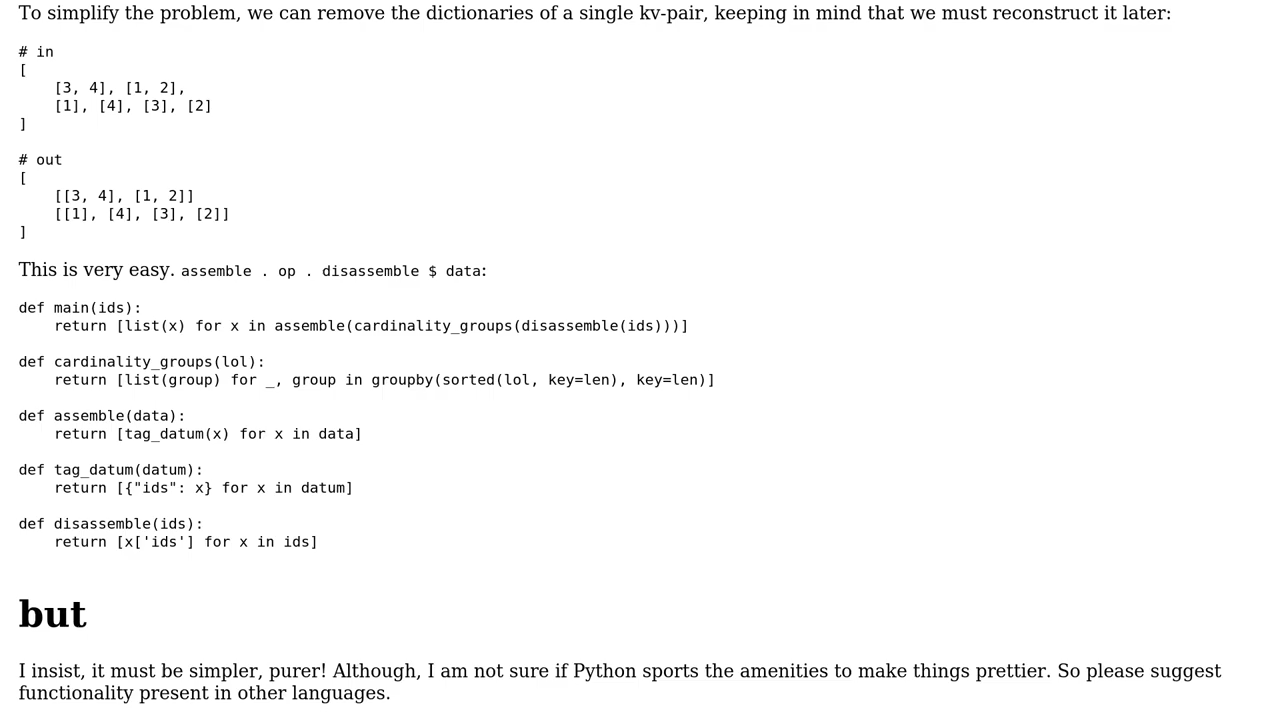 To simplify the problem, we can remove the dictionaries of a single kv-pair, keeping in mind that we must reconstruct it later:
# in
[
    [3, 4], [1, 2],
    [1], [4], [3], [2]
]
# out
[
    [[3, 4], [1, 2]]
    [[1], [4], [3], [2]]
]
This is very easy. assemble . op . disassemble $ data:
def main(ids):
    return [list(x) for x in assemble(cardinality_groups(disassemble(ids)))]
def cardinality_groups(lol):
    return [list(group) for _, group in groupby(sorted(lol, key=len), key=len)]
def assemble(data):
    return [tag_datum(x) for x in data]
def tag_datum(datum):
    return [{"ids": x} for x in datum]
def disassemble(ids):
    return [x['ids'] for x in ids]
but
I insist, it must be simpler, purer! Although, I am not sure if Python sports the amenities to make things prettier. So please suggest
functionality present in other languages.